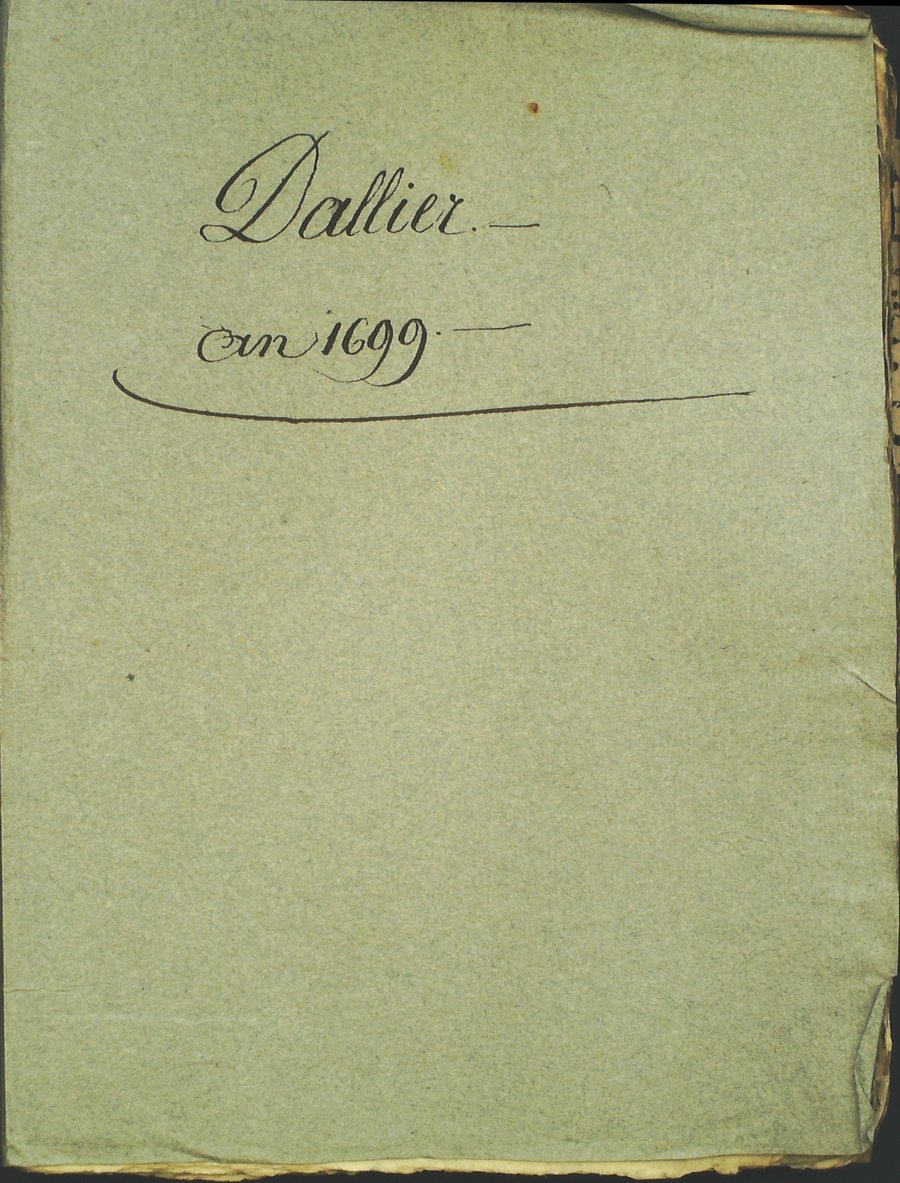 Dallier. —
an 1699. —